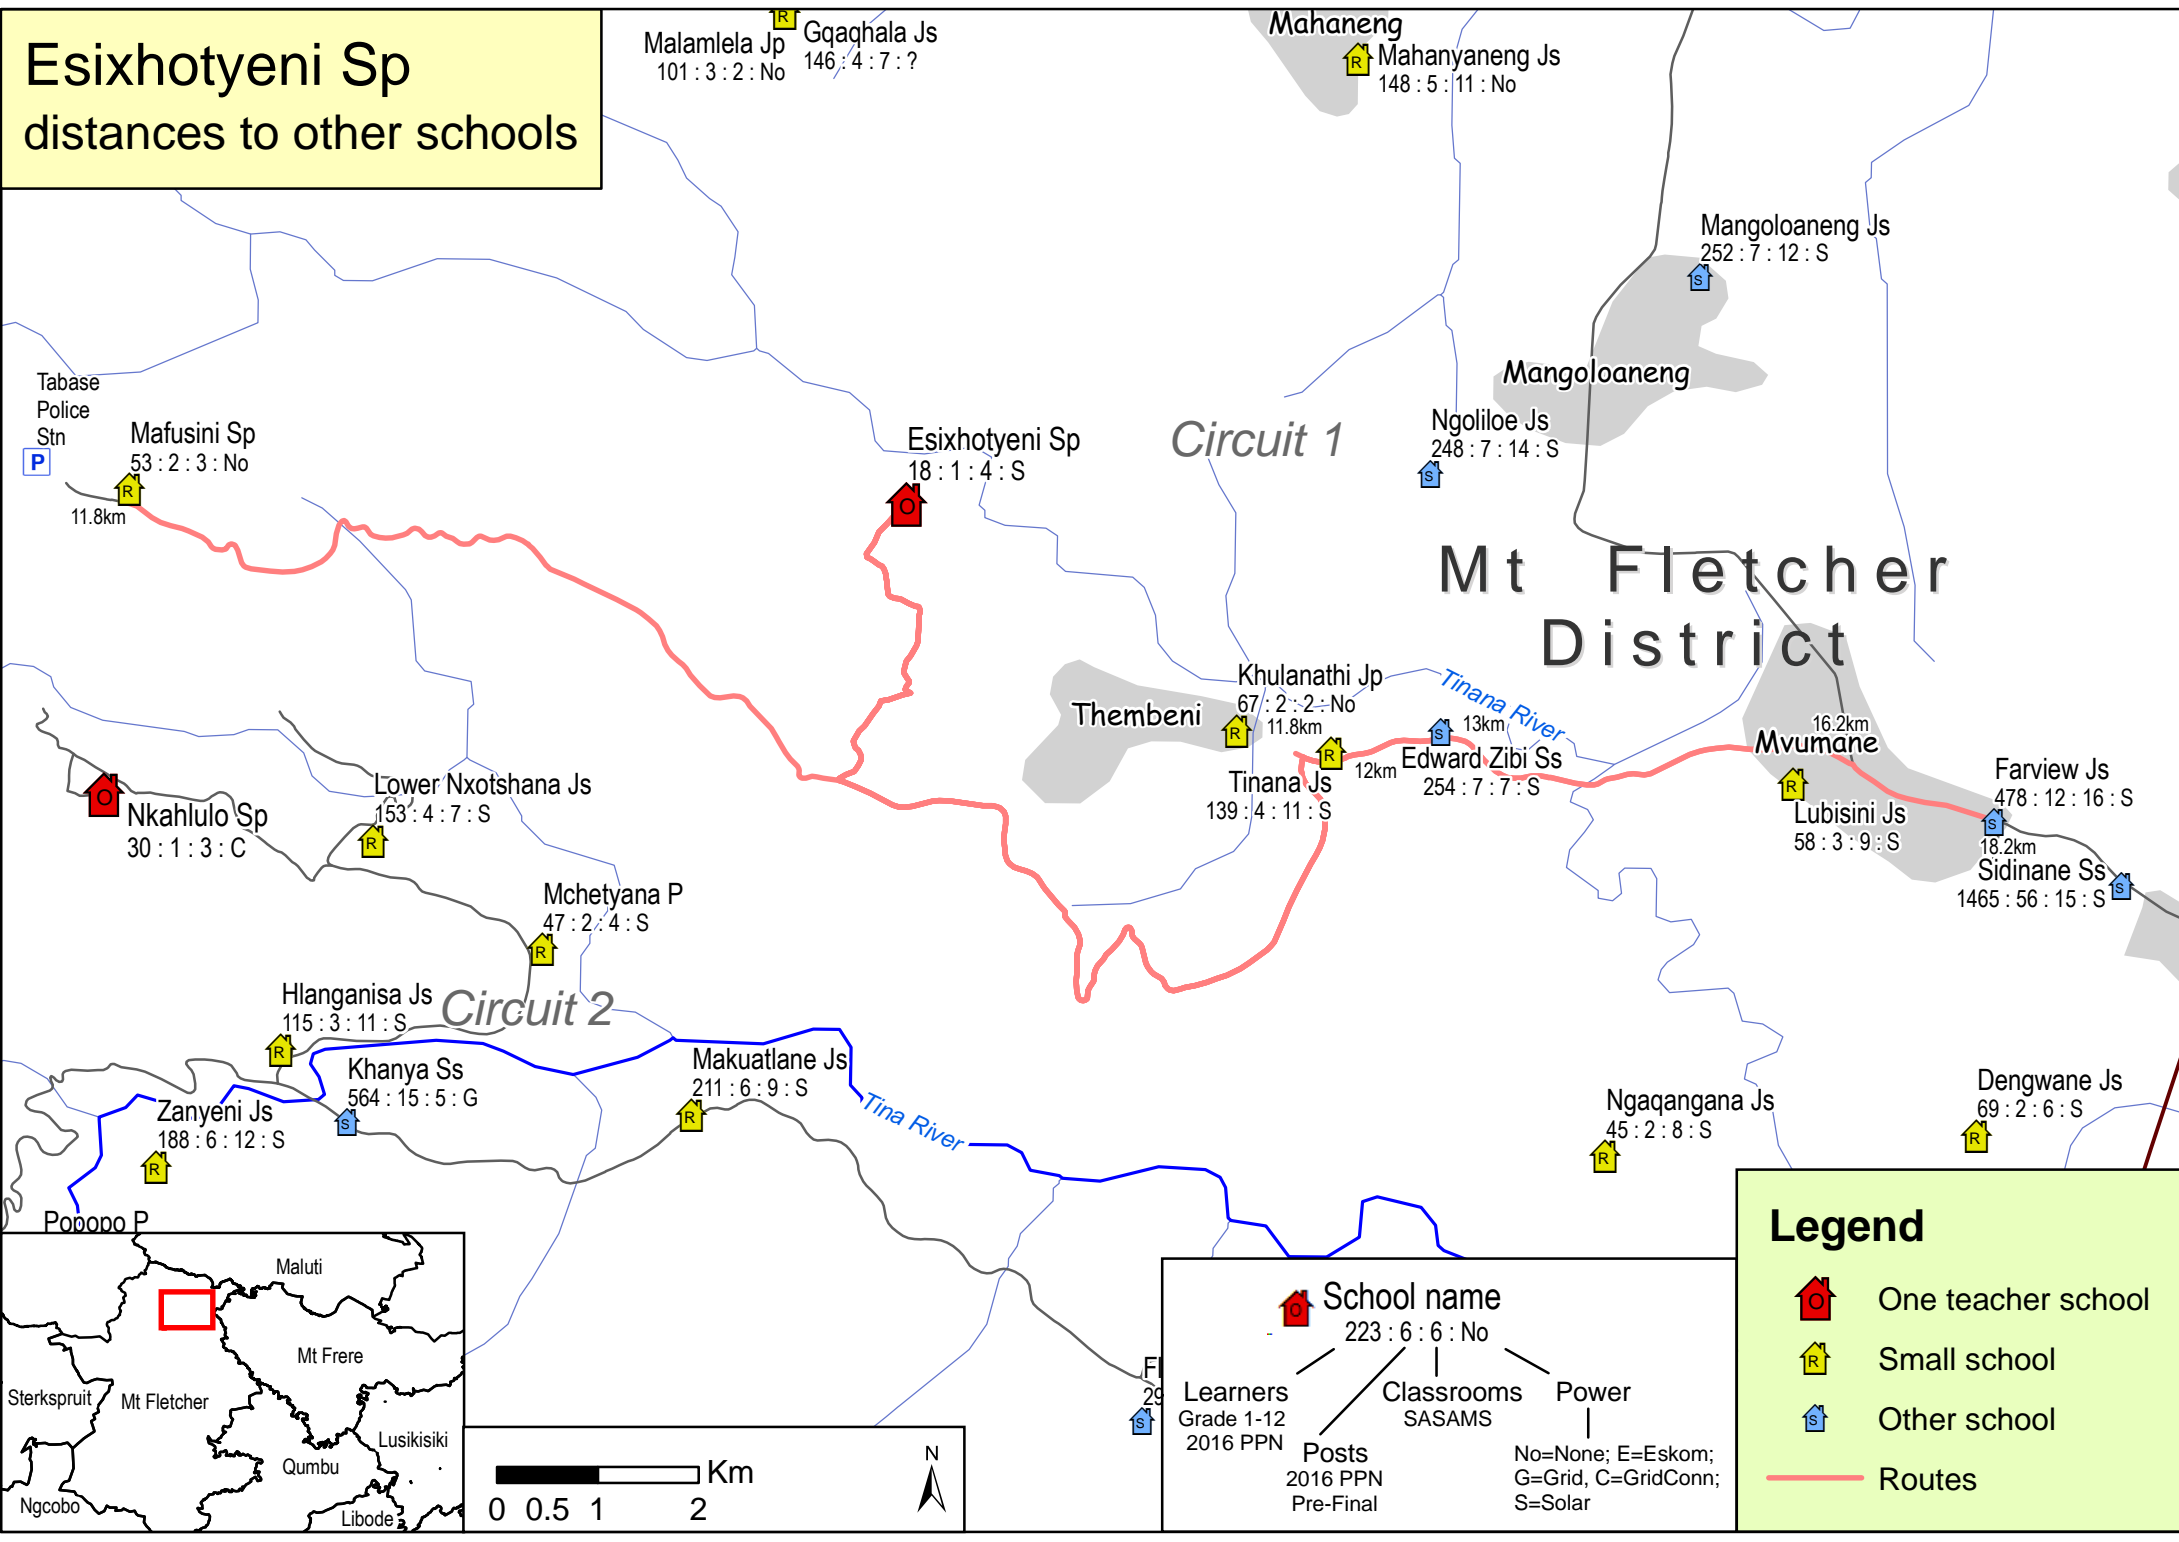 Esixhotyeni Sp
distances to other schools
R
Malamlela Jp
101 : 3 : 2 : No
Gqaqhala Js
146 : 4 : 7 : ?
Mahaneng
R
Mahanyaneng Js
148 : 5 : 11 : No
Mangoloaneng Js
252 : 7 : 12 : S
S
Mangoloaneng
Tabase
Police
Stn
P
Mafusini Sp
53 : 2 : 3 : No
R
11.8km
Esixhotyeni Sp
18 : 1 : 4 : S
O
Circuit 1
Ngoliloe Js
248 : 7 : 14 : S
S
Mt Fletcher
District
Khulanathi Jp
67 : 2 : 2 : No
R
11.8km
Thembeni
Tinana River
13km
S
Edward Zibi Ss
254 : 7 : 7 : S
R
12km
Tinana Js
139 : 4 : 11 : S
16.2km
Mvumane
R
Lubisini Js
58 : 3 : 9 : S
Farview Js
478 : 12 : 16 : S
S
18.2km
Sidinane Ss
1465 : 56 : 15 : S
S
O
Nkahlulo Sp
30 : 1 : 3 : C
Lower Nxotshana Js
153 : 4 : 7 : S
R
Mchetyana P
47 : 2 : 4 : S
R
Hlanganisa Js
115 : 3 : 11 : S
R
Circuit 2
Khanya Ss
564 : 15 : 5 : G
S
Makuatlane Js
211 : 6 : 9 : S
R
Tina River
Zanyeni Js
188 : 6 : 12 : S
R
Popopo P
Ngaqangana Js
45 : 2 : 8 : S
R
Dengwane Js
69 : 2 : 6 : S
R
29
S
Maluti
Mt Frere
Sterkspruit
Mt Fletcher
Lusikisiki
Qumbu
Ngcobo
Libode
Km
0 0.5 1 2
N
O
School name
223 : 6 : 6 : No
Learners
Grade 1-12
2016 PPN
Posts
2016 PPN
Pre-Final
Classrooms
SASAMS
Power
No=None; E=Eskom;
G=Grid, C=GridConn;
S=Solar
Legend
O One teacher school
R Small school
S Other school
Routes